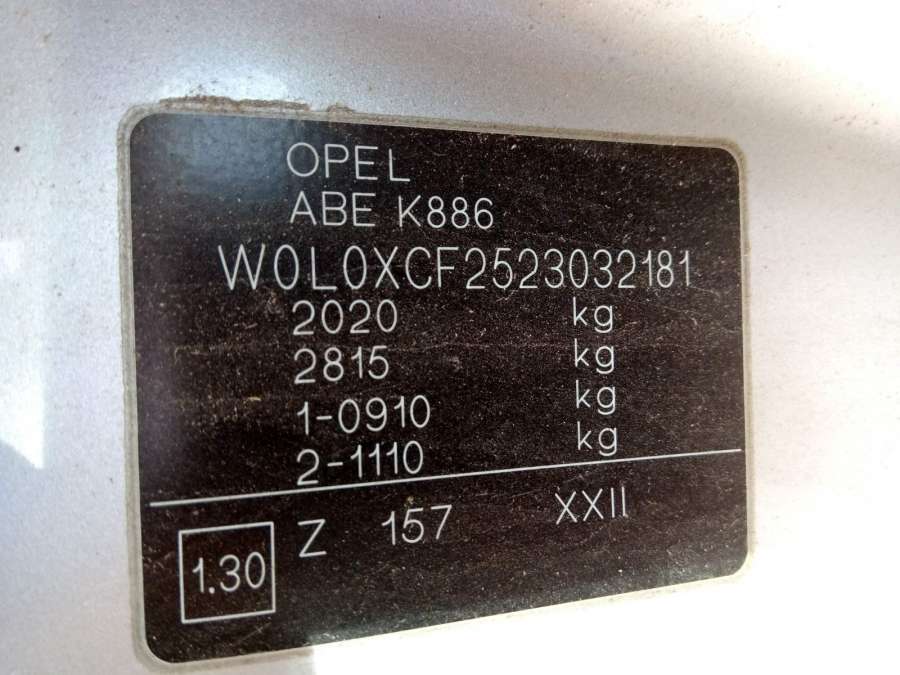 OPEL
ABE K886
W0L0XCF2523032181
2020 kg
2815 kg
1-0910 kg
2-1110 kg
1.30 Z 157 XXII